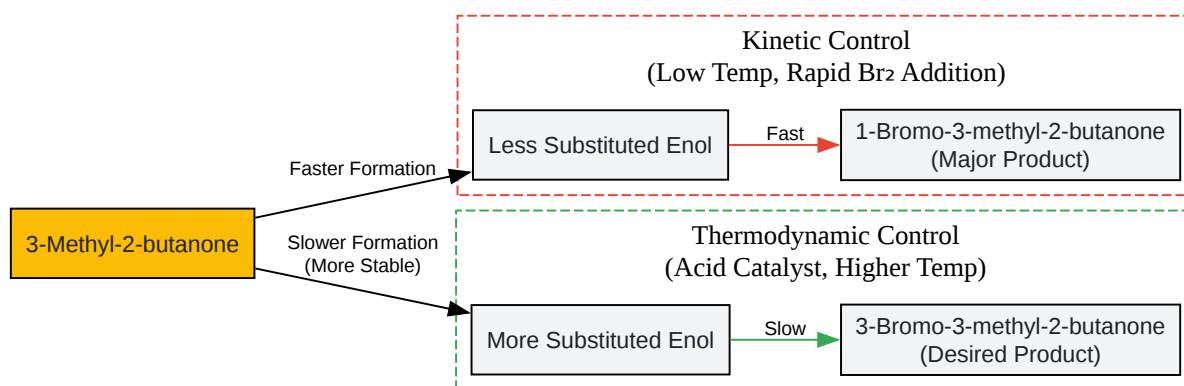 Kinetic Control
(Low Temp, Rapid Br₂ Addition)
Less Substituted Enol
Fast
1-Bromo-3-methyl-2-butanone
(Major Product)
Faster Formation
3-Methyl-2-butanone
Slower Formation
(More Stable)
Thermodynamic Control
(Acid Catalyst, Higher Temp)
More Substituted Enol
Slow
3-Bromo-3-methyl-2-butanone
(Desired Product)